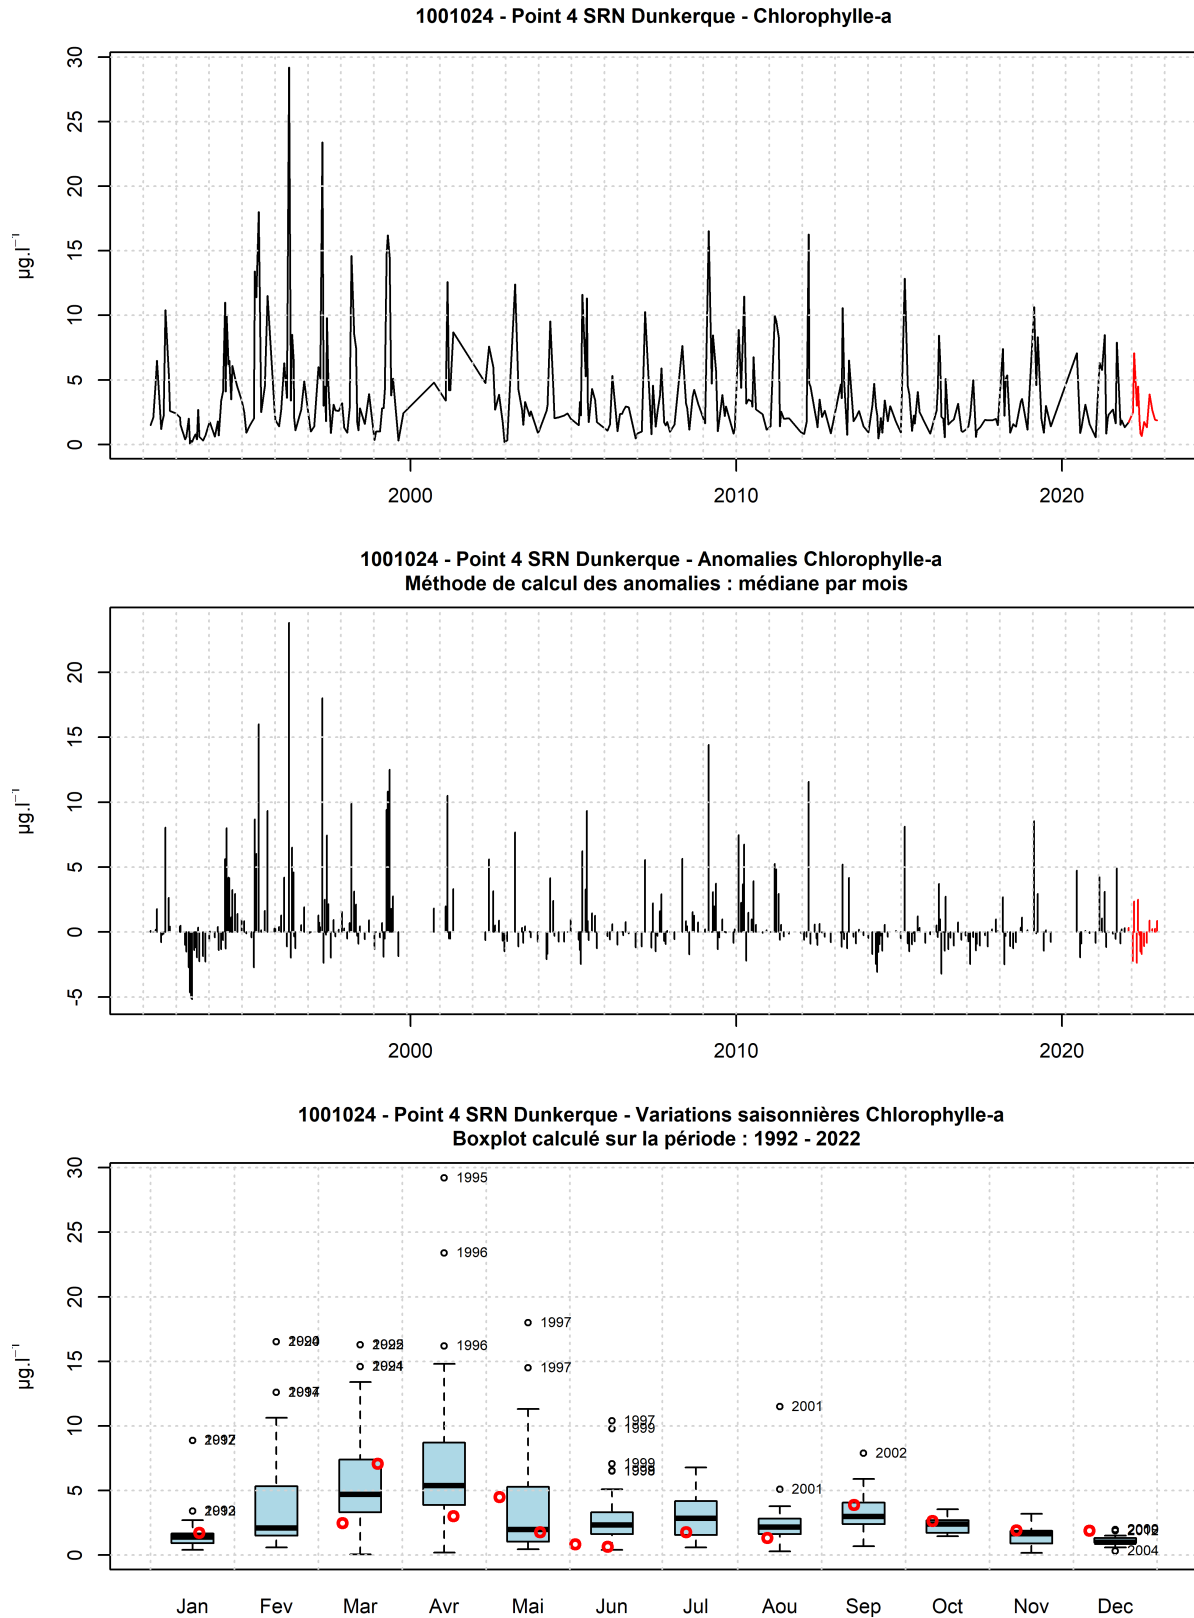 1001024 - Point 4 SRN Dunkerque - Chlorophylle-a
30
25
20
15
10
5
0
µg.l⁻¹
2000
2010
2020
1001024 - Point 4 SRN Dunkerque - Anomalies Chlorophylle-a
Méthode de calcul des anomalies : médiane par mois
20
15
10
5
0
-5
µg.l⁻¹
2000
2010
2020
1001024 - Point 4 SRN Dunkerque - Variations saisonnières Chlorophylle-a
Boxplot calculé sur la période : 1992 - 2022
30
25
20
15
10
5
0
µg.l⁻¹
1995
1996
1997
1996
1997
1997
1999
1999
2001
2001
2002
2004
Jan
Fev
Mar
Avr
Mai
Jun
Jul
Aou
Sep
Oct
Nov
Dec